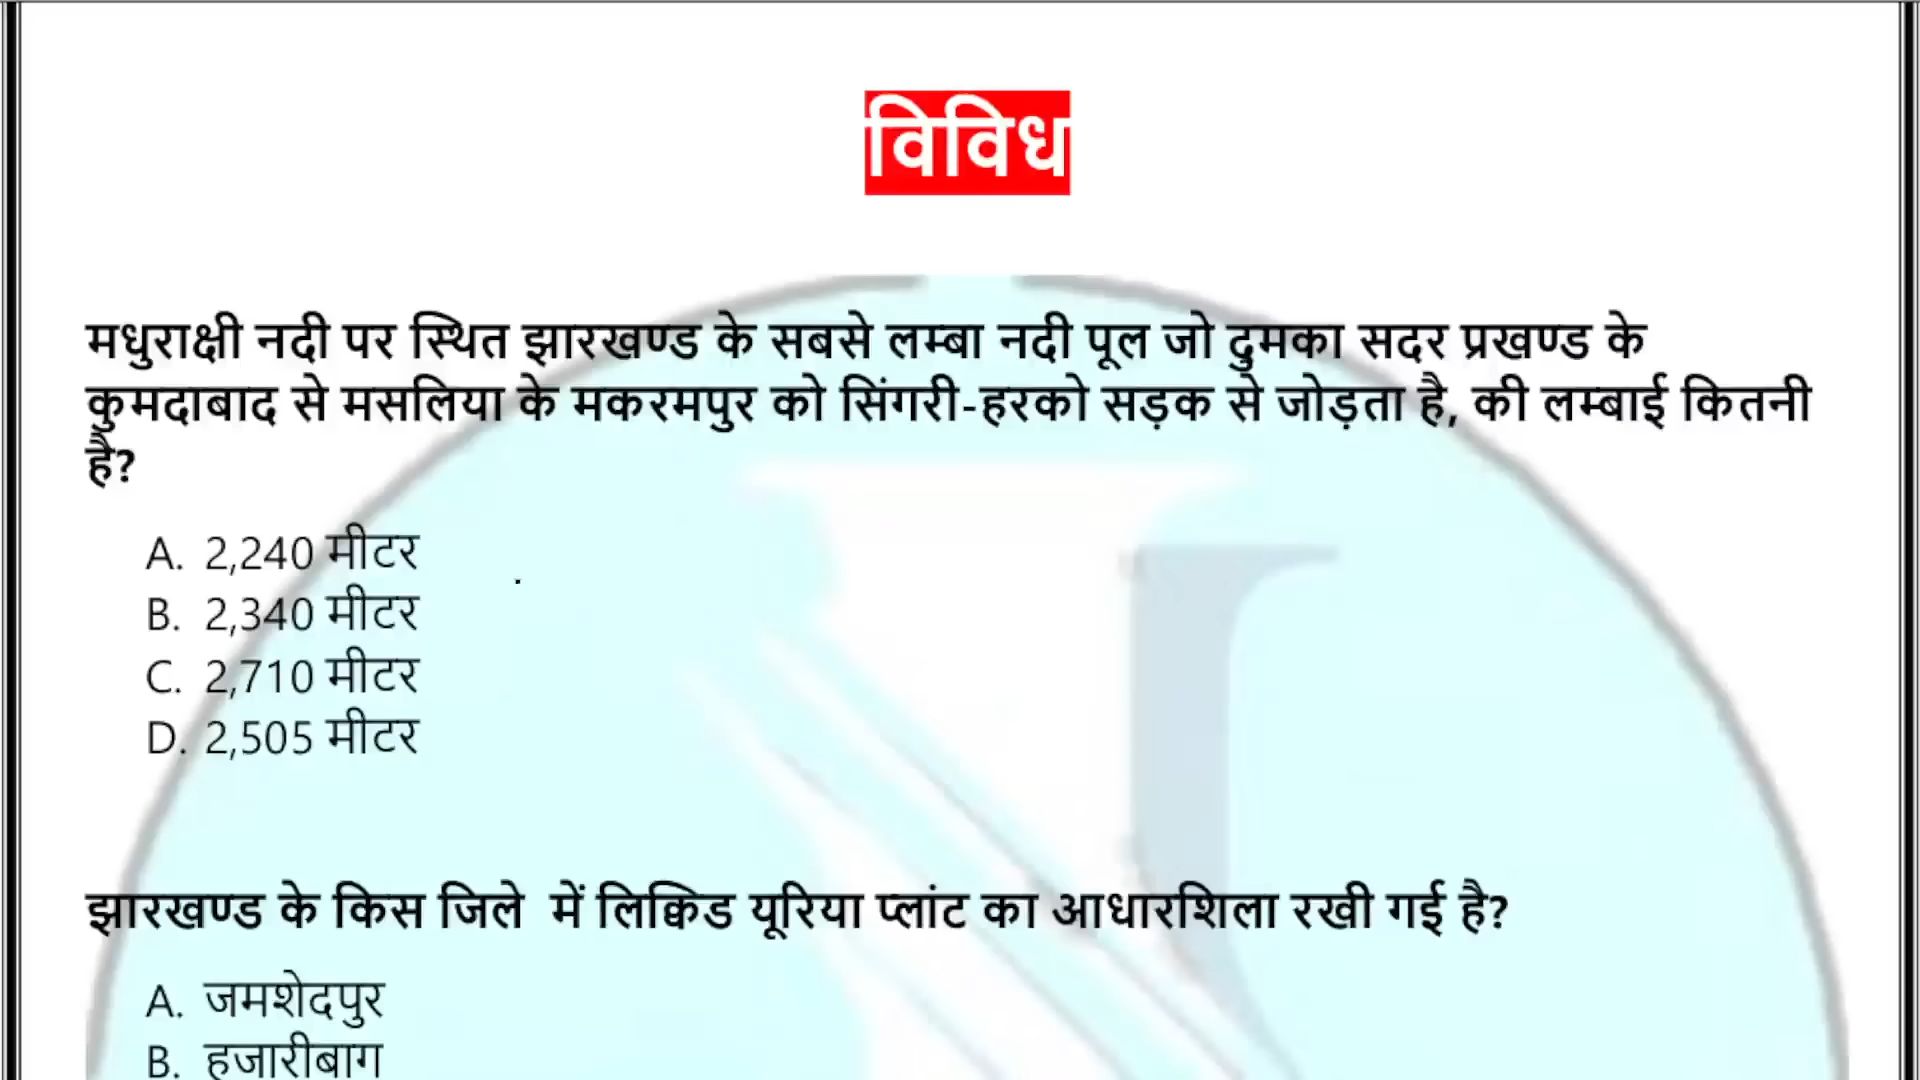 विविध
मधुराक्षी नदी पर स्थित झारखण्ड के सबसे लम्बा नदी पूल जो दुमका सदर प्रखण्ड के
कुमदाबाद से मसलिया के मकरमपुर को सिंगरी-हरको सड़क से जोड़ता है, की लम्बाई कितनी
है?
A. 2,240 मीटर
B. 2,340 मीटर
C. 2,710 मीटर
D. 2,505 मीटर
झारखण्ड के किस जिले में लिक्विड यूरिया प्लांट का आधारशिला रखी गई है?
A. जमशेदपुर
B. हजारीबाग